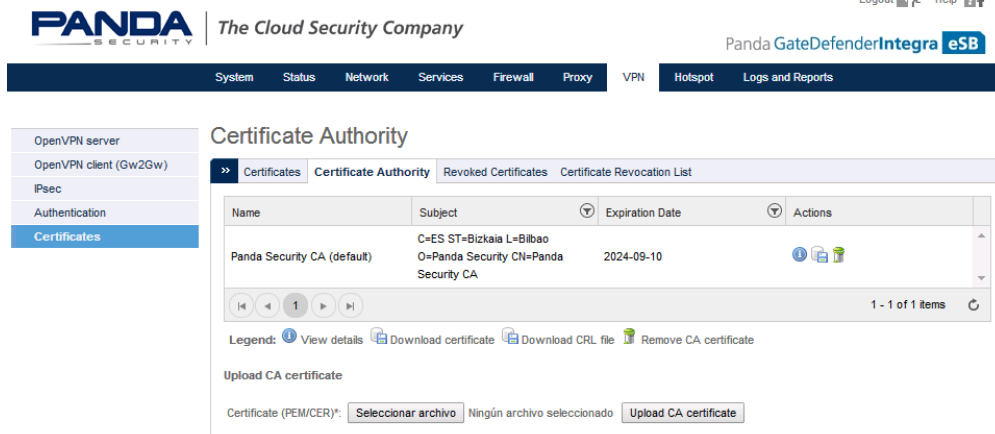 Logout Help
PANDA
SECURITY
The Cloud Security Company
Panda GateDefenderIntegra eSB
System Status Network Services Firewall Proxy VPN Hotspot Logs and Reports
OpenVPN server
OpenVPN client (Gw2Gw)
IPsec
Authentication
Certificates
Certificate Authority
» Certificates Certificate Authority Revoked Certificates Certificate Revocation List
Name Subject Expiration Date Actions
Panda Security CA (default) C=ES ST=Bizkaia L=Bilbao O=Panda Security CN=Panda Security CA 2024-09-10
1 1 - 1 of 1 items
Legend: View details Download certificate Download CRL file Remove CA certificate
Upload CA certificate
Certificate (PEM/CER)*: Seleccionar archivo Ningún archivo seleccionado Upload CA certificate